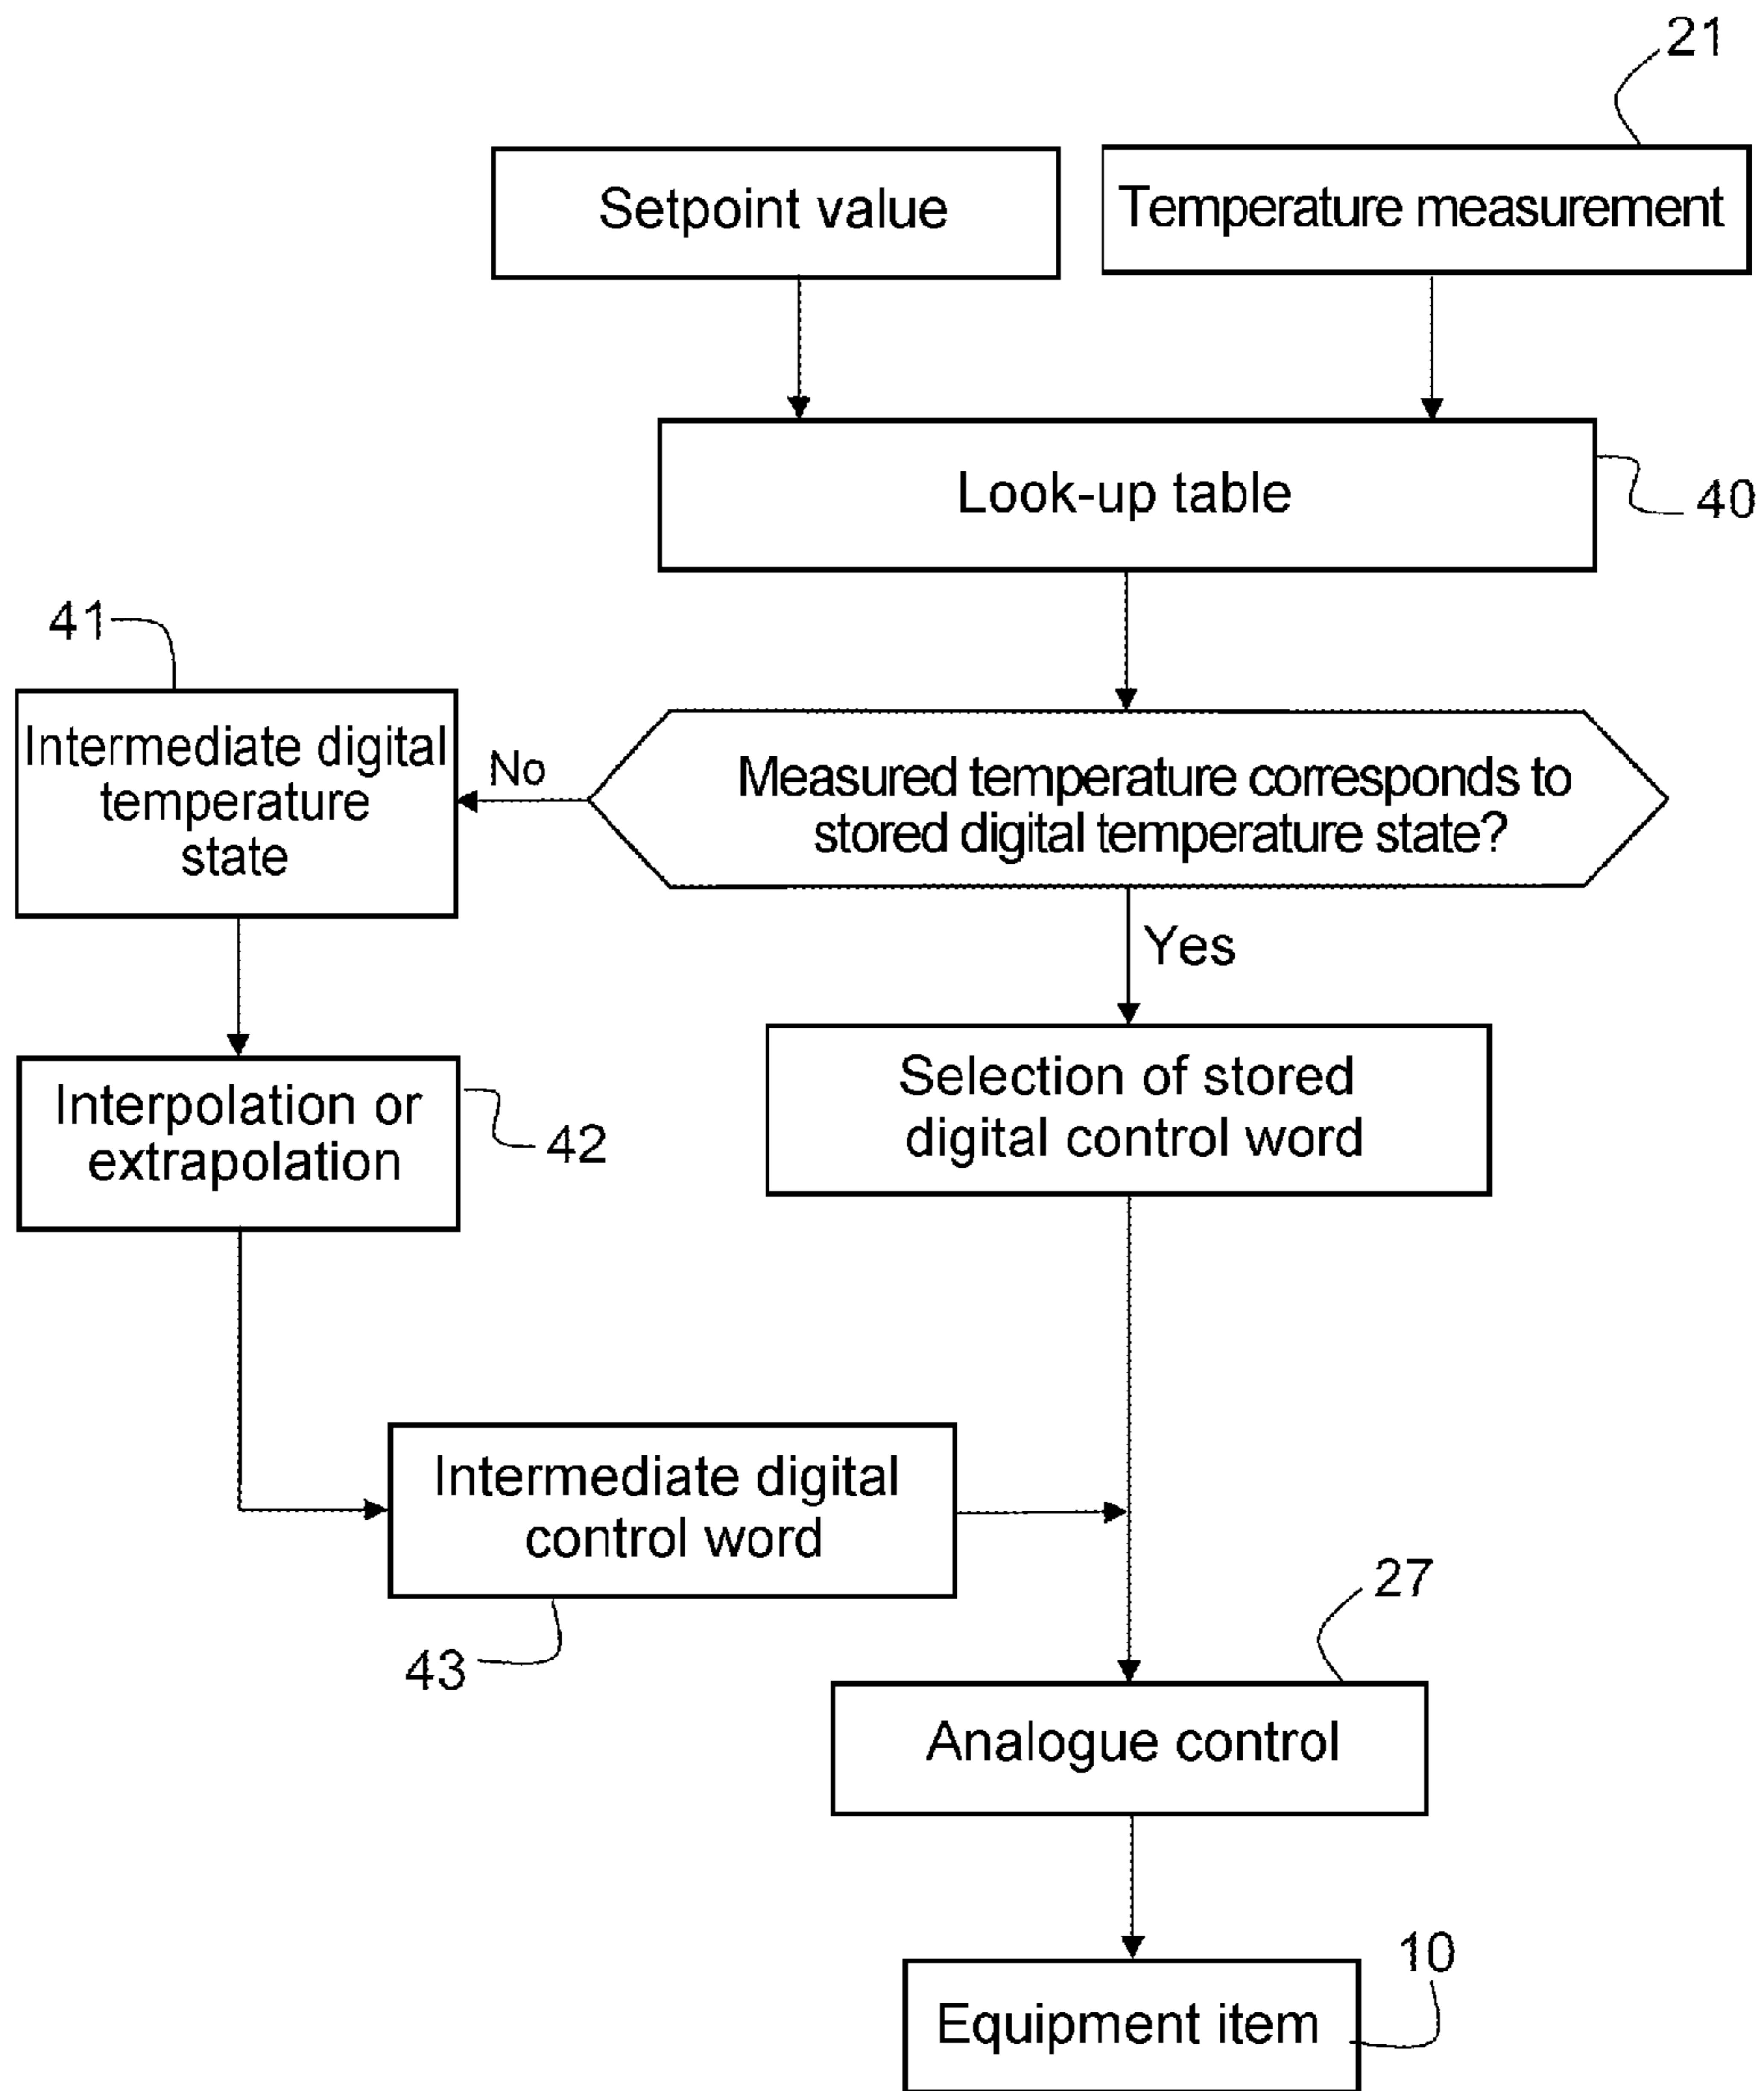 21
Setpoint value
Temperature measurement
Look-up table
40
41
Intermediate digital
temperature
state
No
Measured temperature corresponds to
stored digital temperature state?
Yes
Interpolation or
extrapolation
42
Selection of stored
digital control word
Intermediate digital
control word
43
27
Analogue control
10
Equipment item